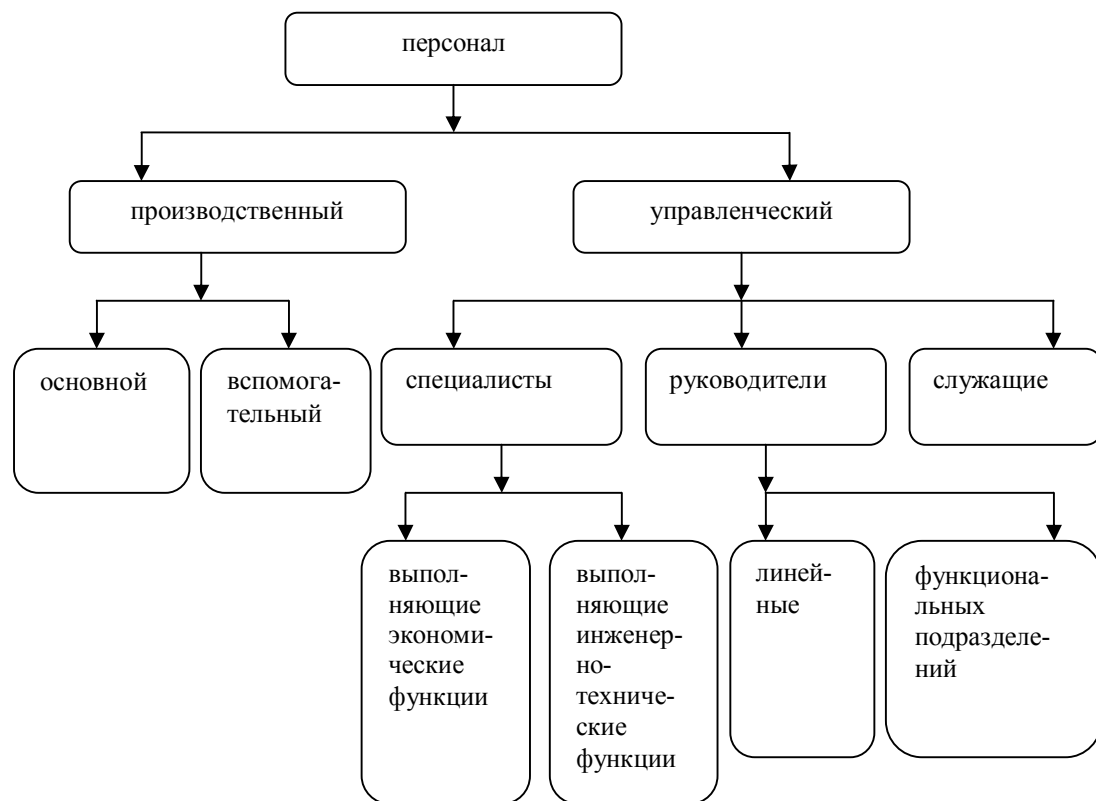 персонал
производственный
управленческий
основной
вспомога-
тельный
специалисты
руководители
служащие
выпол-
няющие
экономи-
ческие
функции
выпол-
няющие
инженер-
но-
техниче-
ские
функции
линей-
ные
функциона-
льных
подразделе-
ний